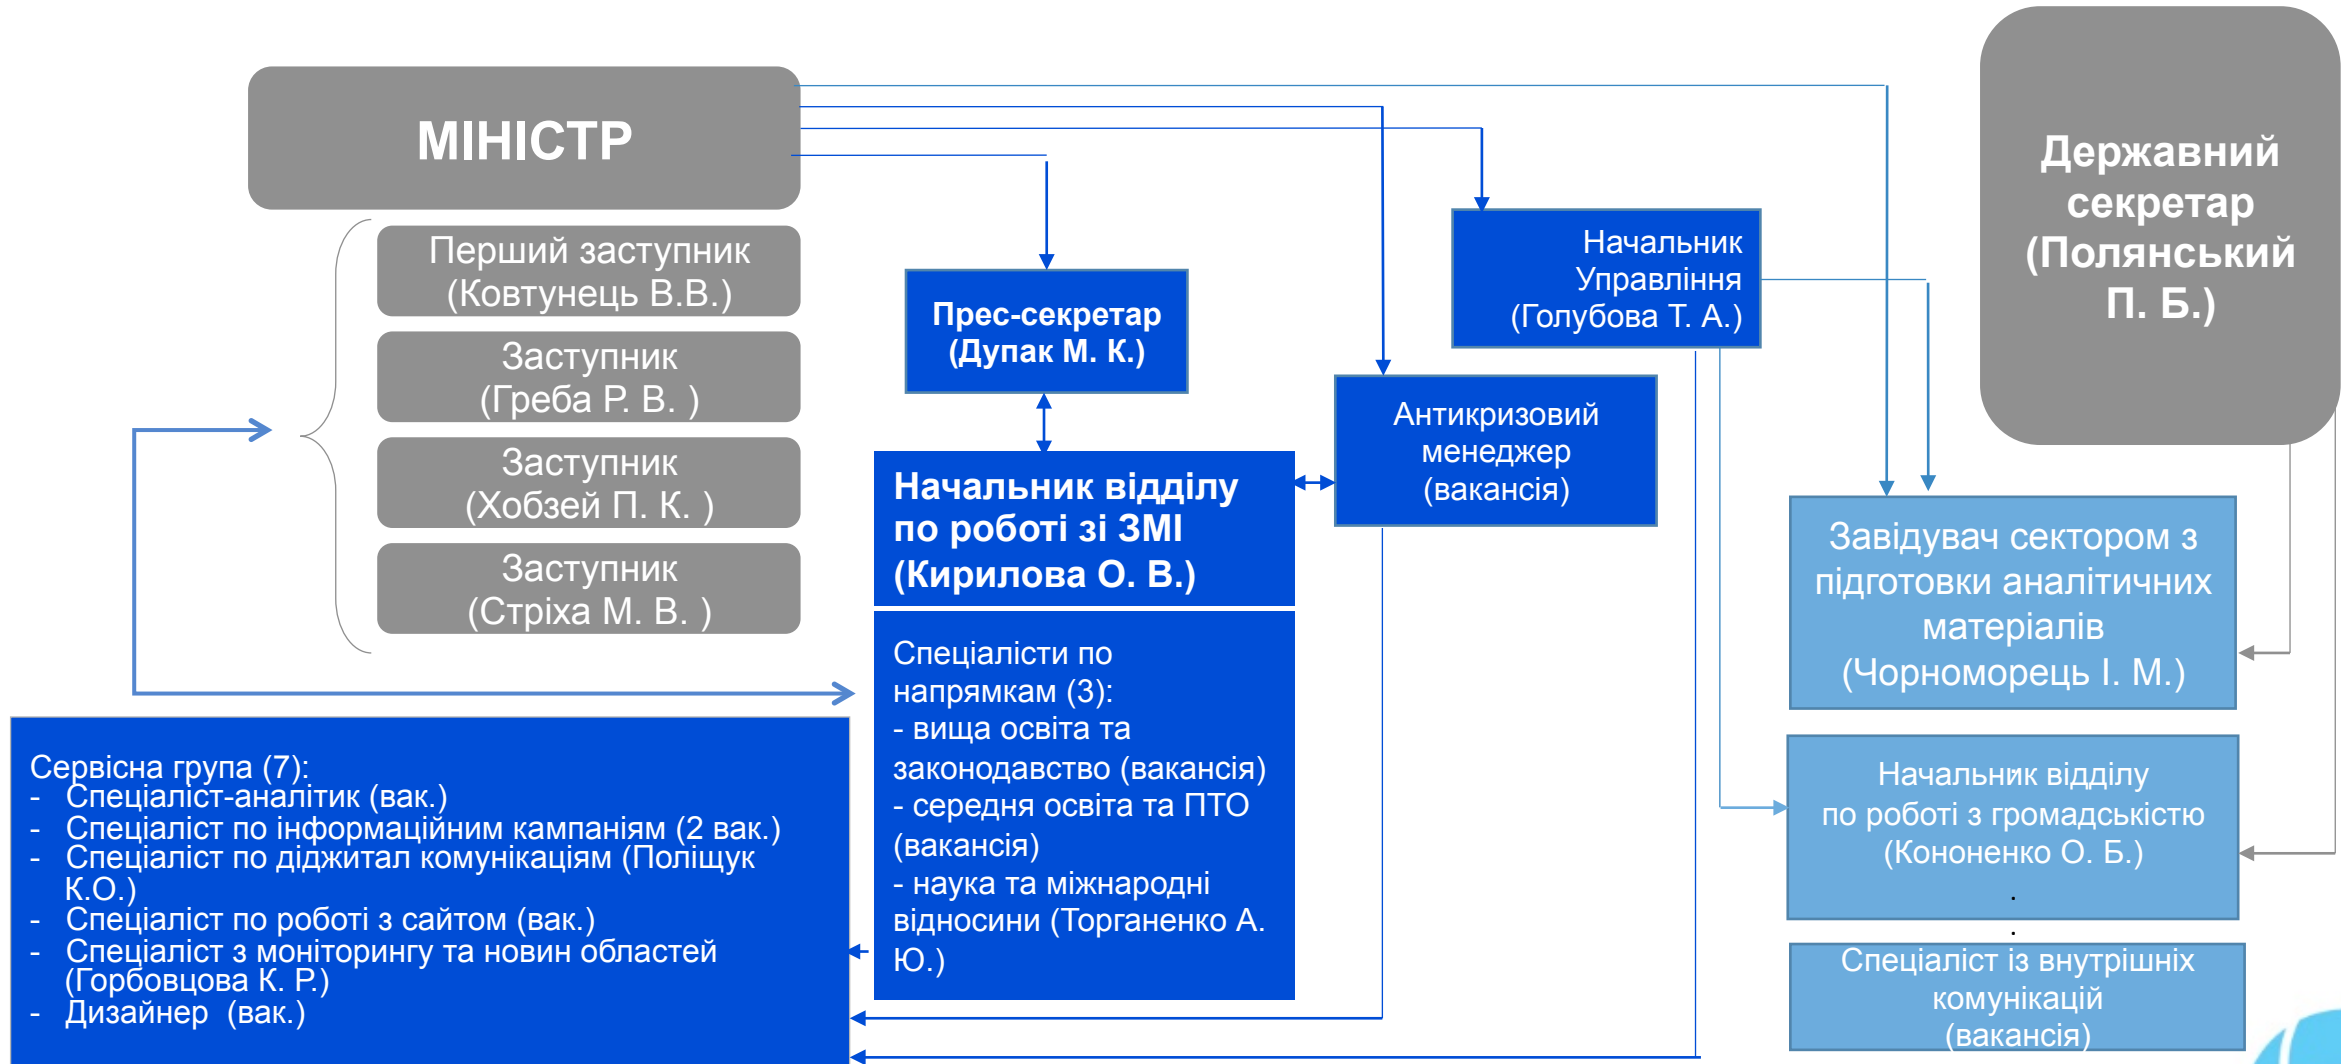 МІНІСТР
Перший заступник
(Ковтунець В.В.)
Заступник
(Греба Р. В. )
Заступник
(Хобзей П. К. )
Заступник
(Стріха М. В. )
Прес-секретар
(Дупак М. К.)
Начальник
Управління
(Голубова Т. А.)
Державний
секретар
(Полянський
П. Б.)
Антикризовий
менеджер
(вакансія)
Начальник відділу
по роботі зі ЗМІ
(Кирилова О. В.)
Спеціалісти по
напрямкам (3):
- вища освіта та
законодавство (вакансія)
- середня освіта та ПТО
(вакансія)
- наука та міжнародні
відносини (Торганенко А.
Ю.)
Завідувач сектором з
підготовки аналітичних
матеріалів
(Чорноморець І. М.)
Начальник відділу
по роботі з громадськістю
(Кононенко О. Б.)
.
.
Спеціаліст із внутрішніх
комунікацій
(вакансія)
Сервісна група (7):
- Спеціаліст-аналітик (вак.)
- Спеціаліст по інформаційним кампаніям (2 вак.)
- Спеціаліст по діджитал комунікаціям (Поліщук
К.О.)
- Спеціаліст по роботі з сайтом (вак.)
- Спеціаліст з моніторингу та новин областей
(Горбовцова К. Р.)
- Дизайнер (вак.)